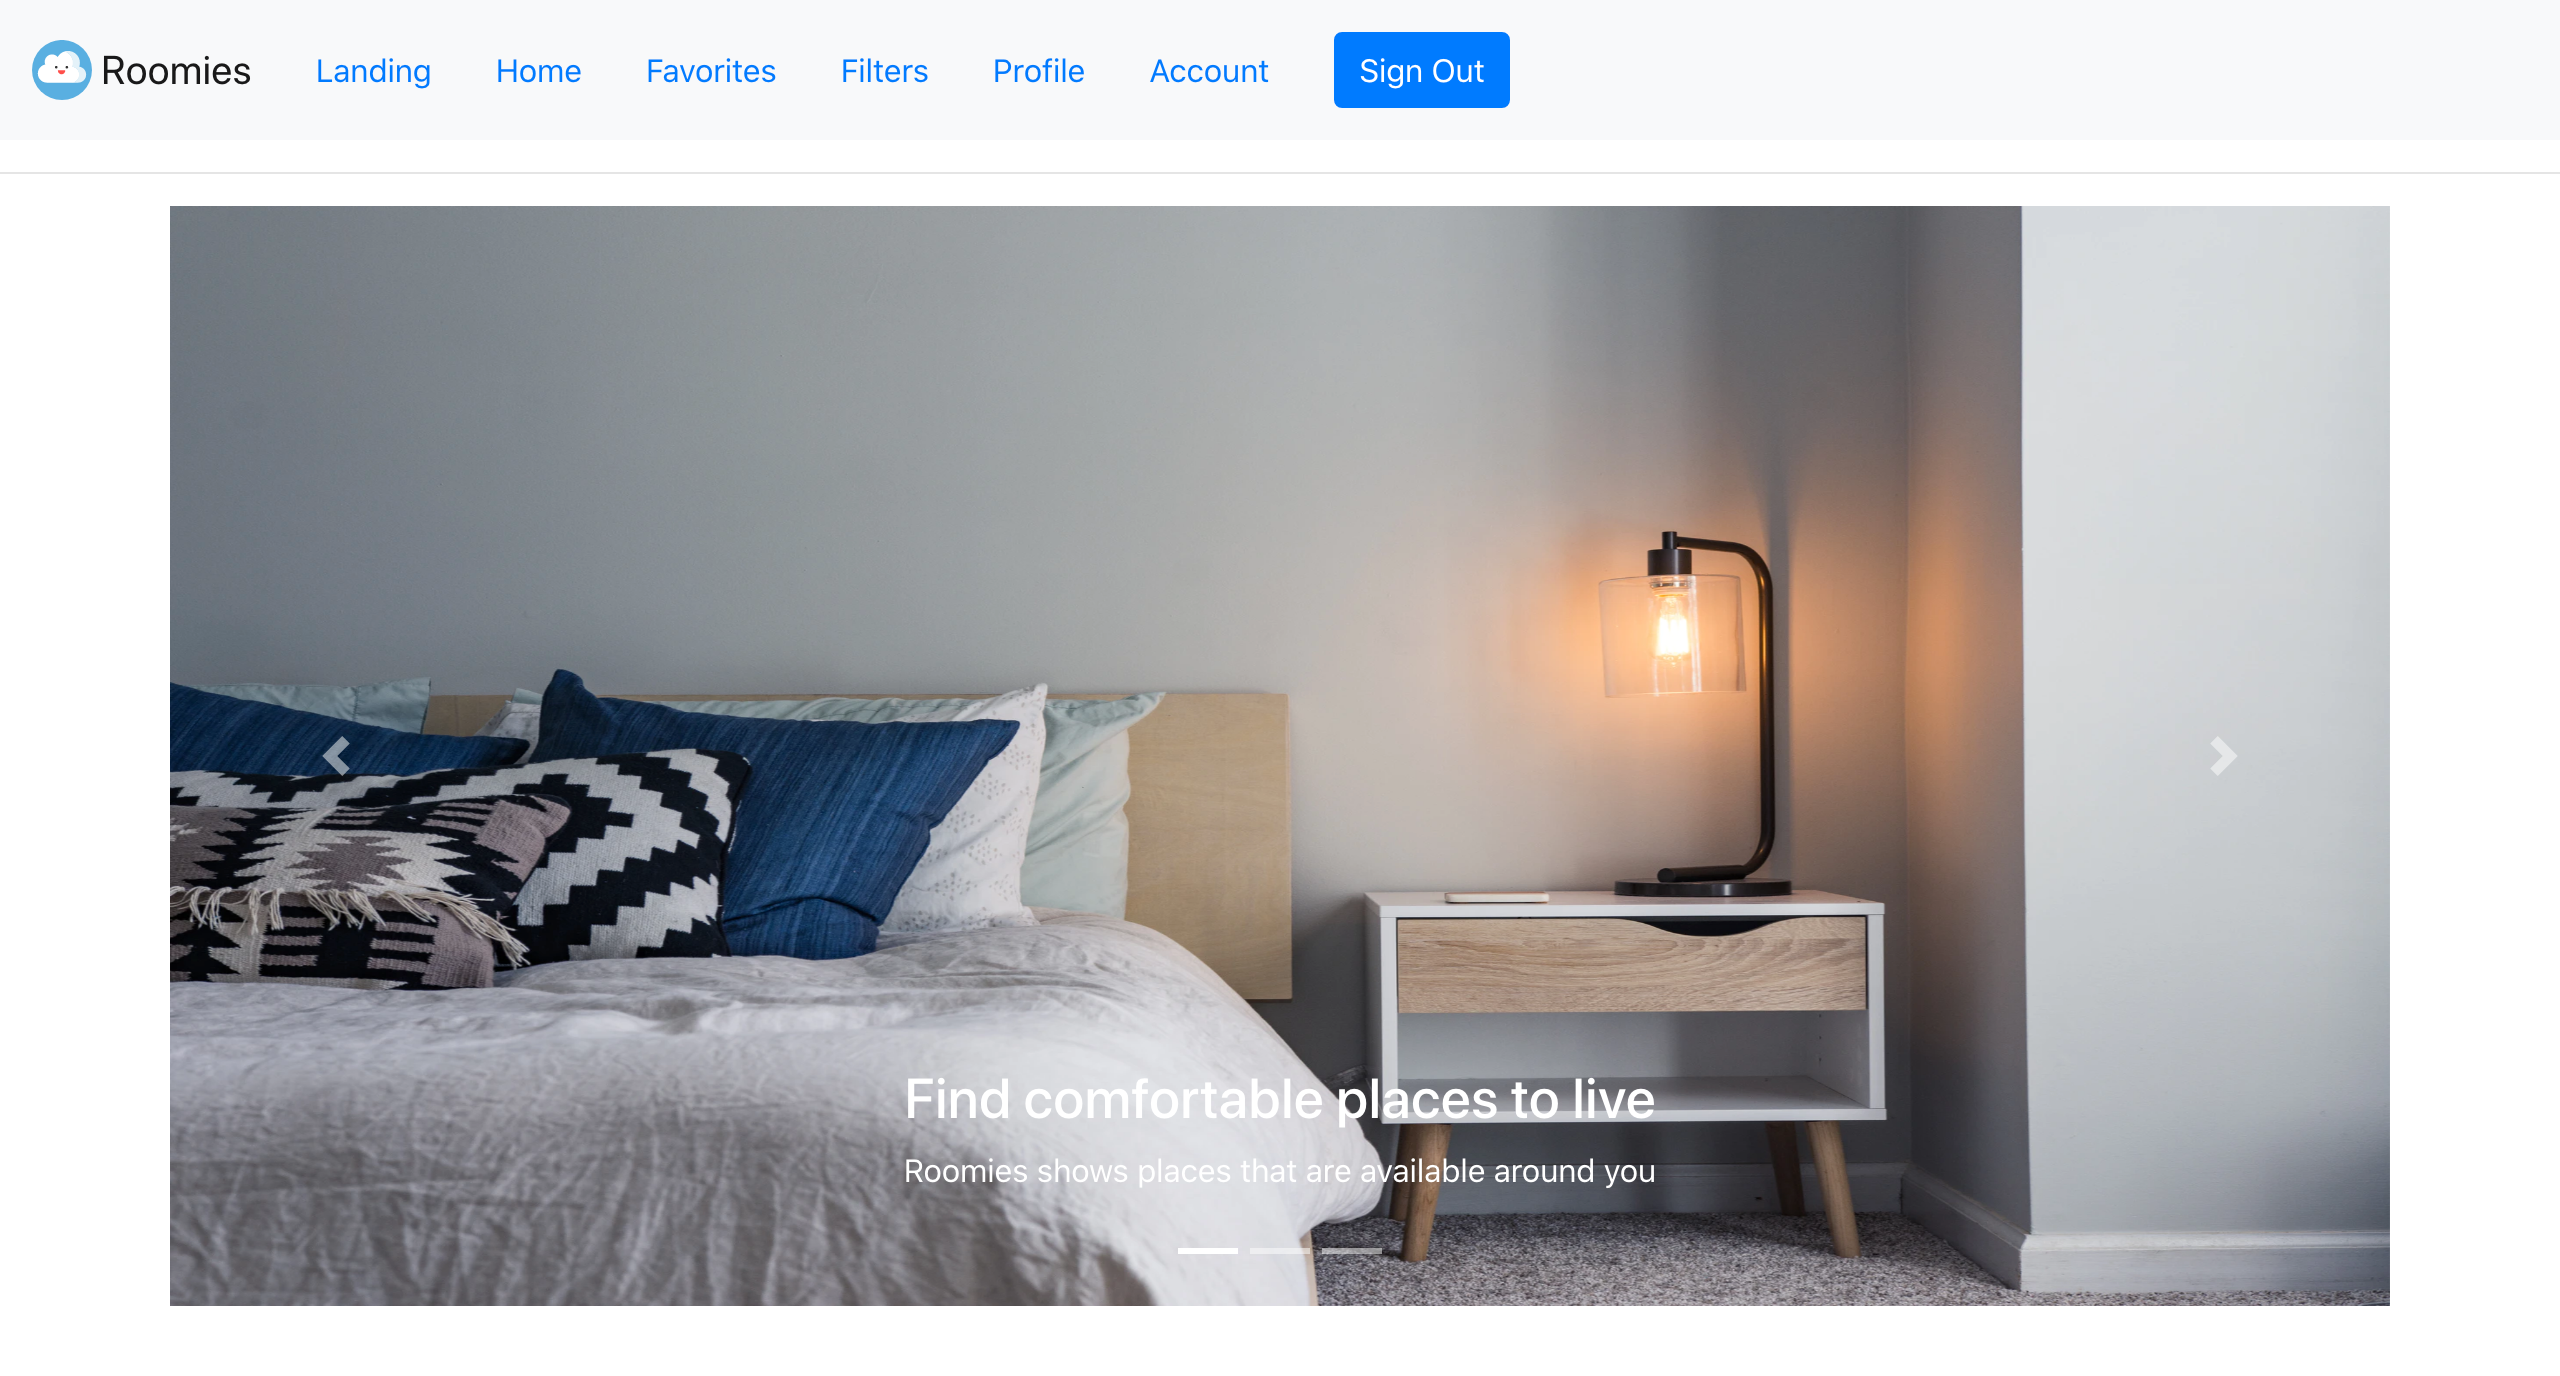 Roomies Landing Home Favorites Filters Profile Account Sign Out
Find comfortable places to live
Roomies shows places that are available around you